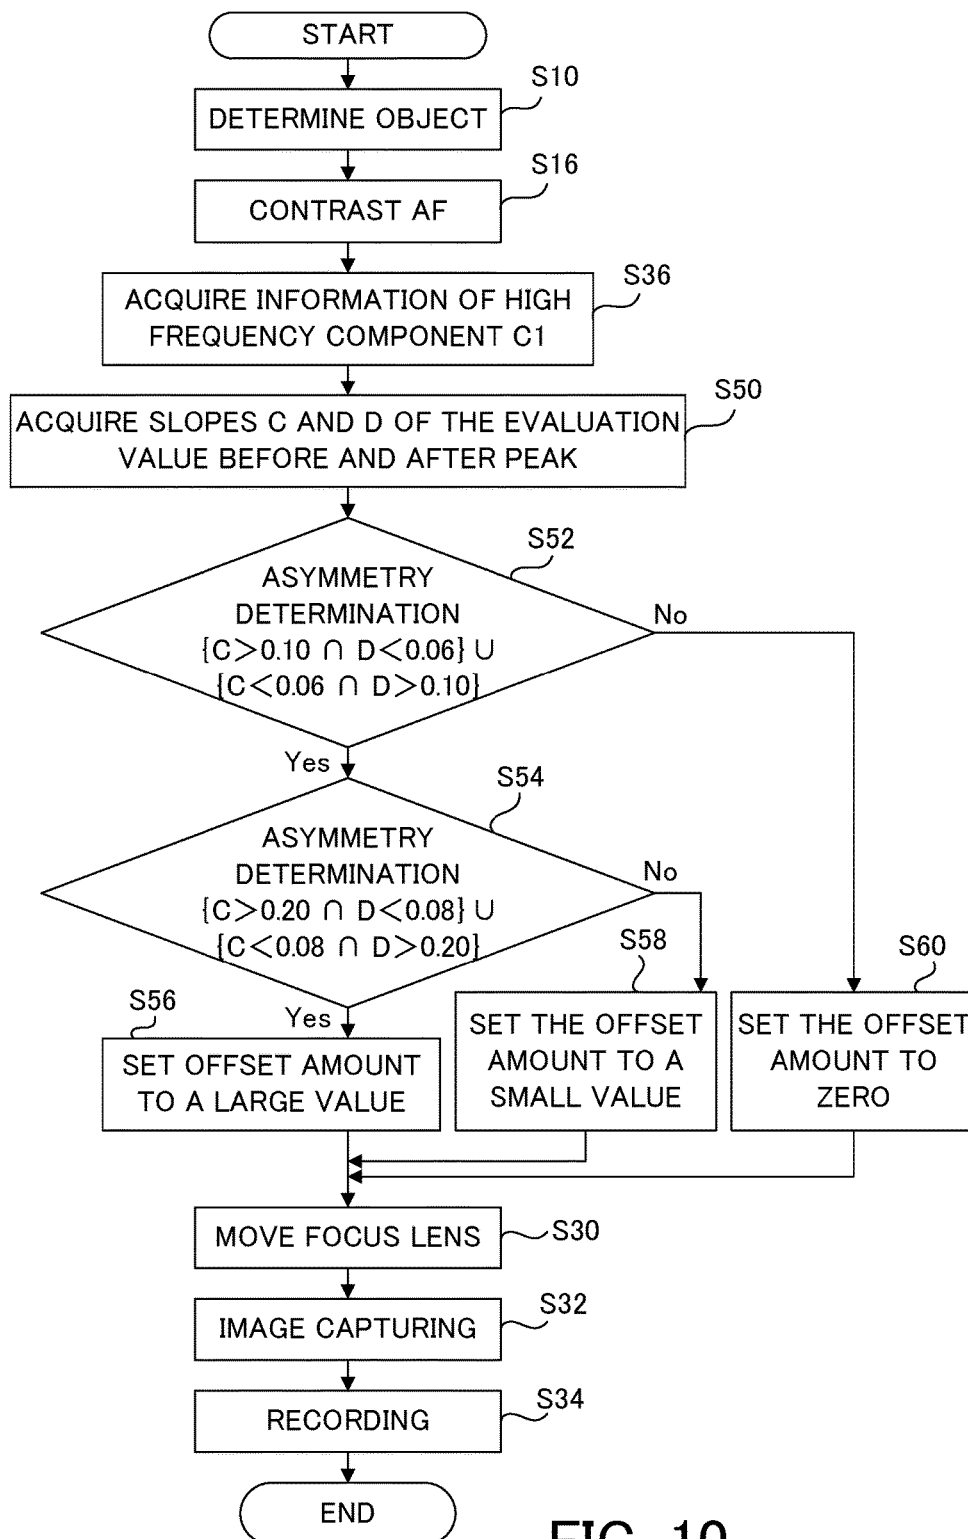 START
S10
DETERMINE OBJECT
S16
CONTRAST AF
S36
ACQUIRE INFORMATION OF HIGH
FREQUENCY COMPONENT C1
S50
ACQUIRE SLOPES C AND D OF THE EVALUATION
VALUE BEFORE AND AFTER PEAK
S52
ASYMMETRY
DETERMINATION
{C>0.10 ∩ D<0.06} ∪
{C<0.06 ∩ D>0.10}
No
Yes
S54
ASYMMETRY
DETERMINATION
{C>0.20 ∩ D<0.08} ∪
{C<0.08 ∩ D>0.20}
No
Yes
S56
SET OFFSET AMOUNT
TO A LARGE VALUE
S58
SET THE OFFSET
AMOUNT TO A
SMALL VALUE
S60
SET THE OFFSET
AMOUNT TO
ZERO
MOVE FOCUS LENS
S30
S32
IMAGE CAPTURING
S34
RECORDING
END
FIG. 10